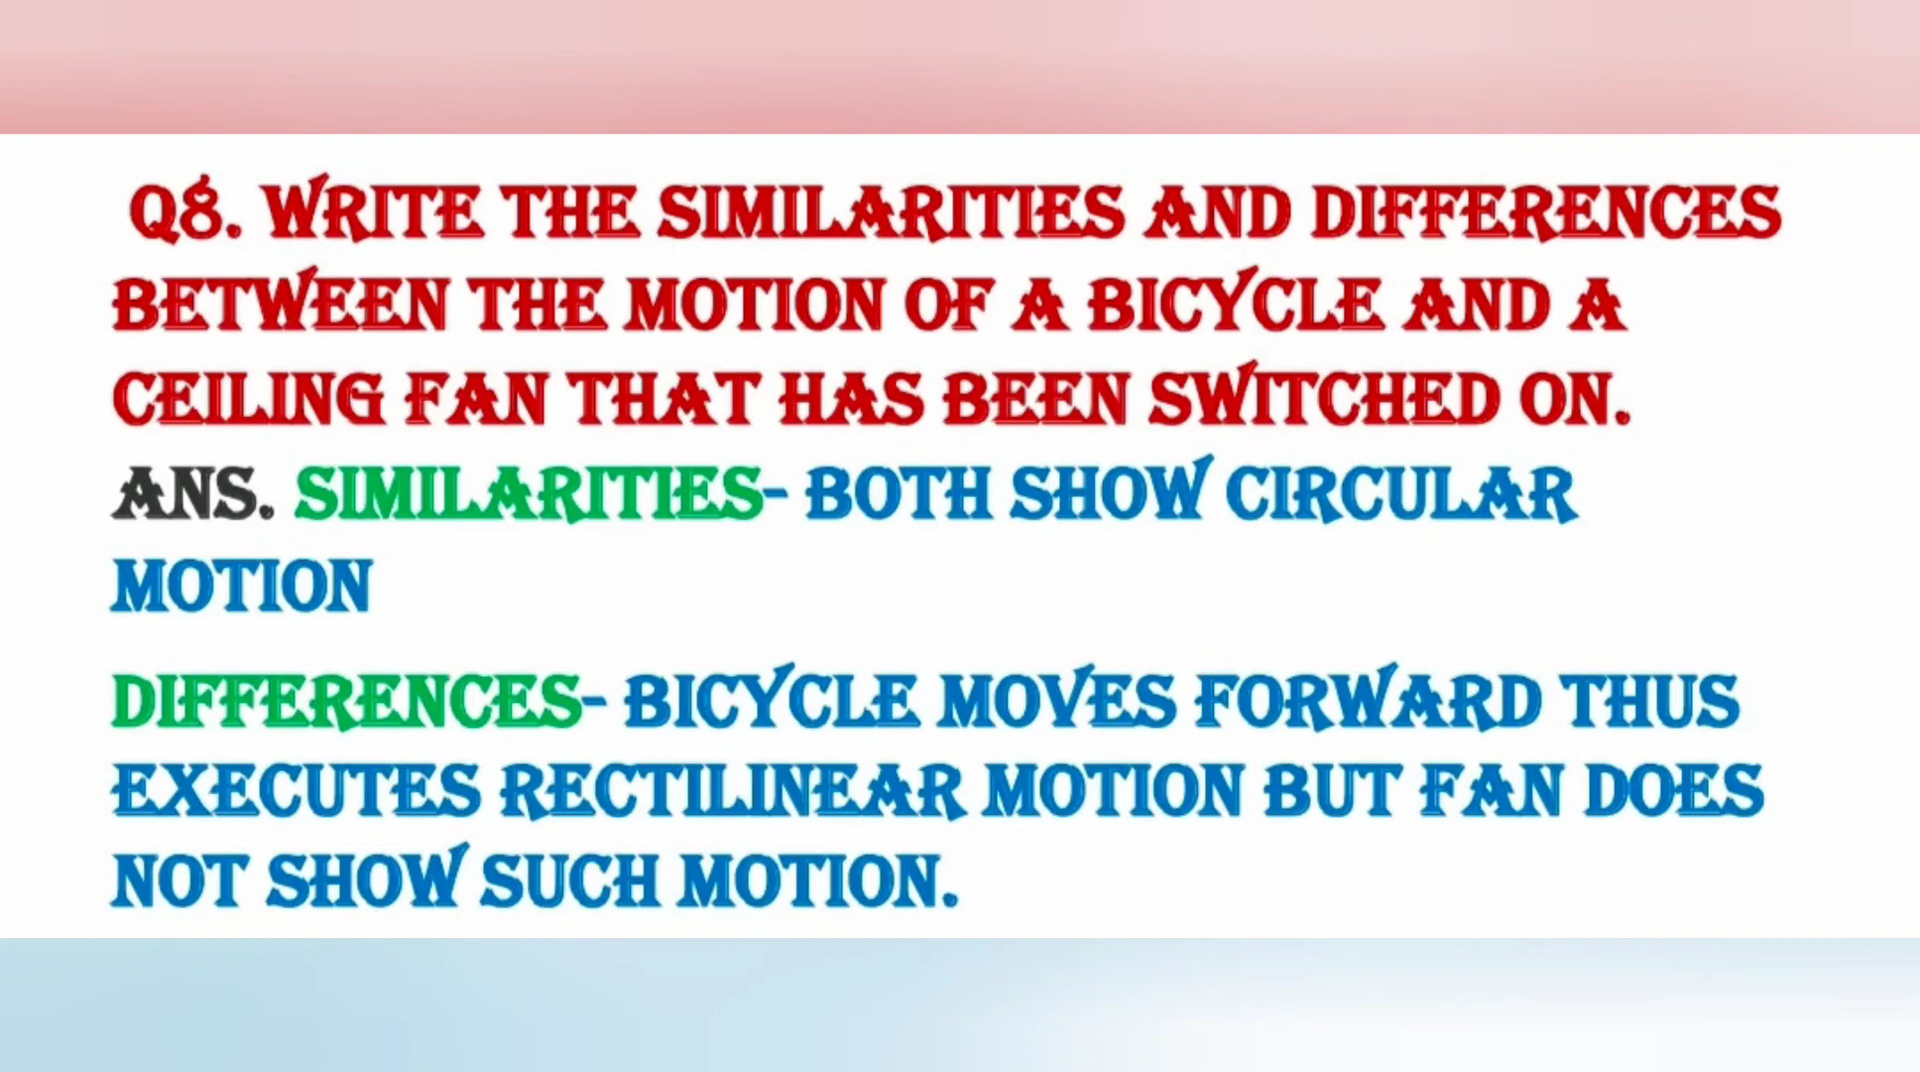 Q8. WRITE THE SIMILARITIES AND DIFFERENCES
BETWEEN THE MOTION OF A BICYCLE AND A
CEILING FAN THAT HAS BEEN SWITCHED ON.
ANS. SIMILARITIES- BOTH SHOW CIRCULAR
MOTION
DIFFERENCES- BICYCLE MOVES FORWARD THUS
EXECUTES RECTILINEAR MOTION BUT FAN DOES
NOT SHOW SUCH MOTION.